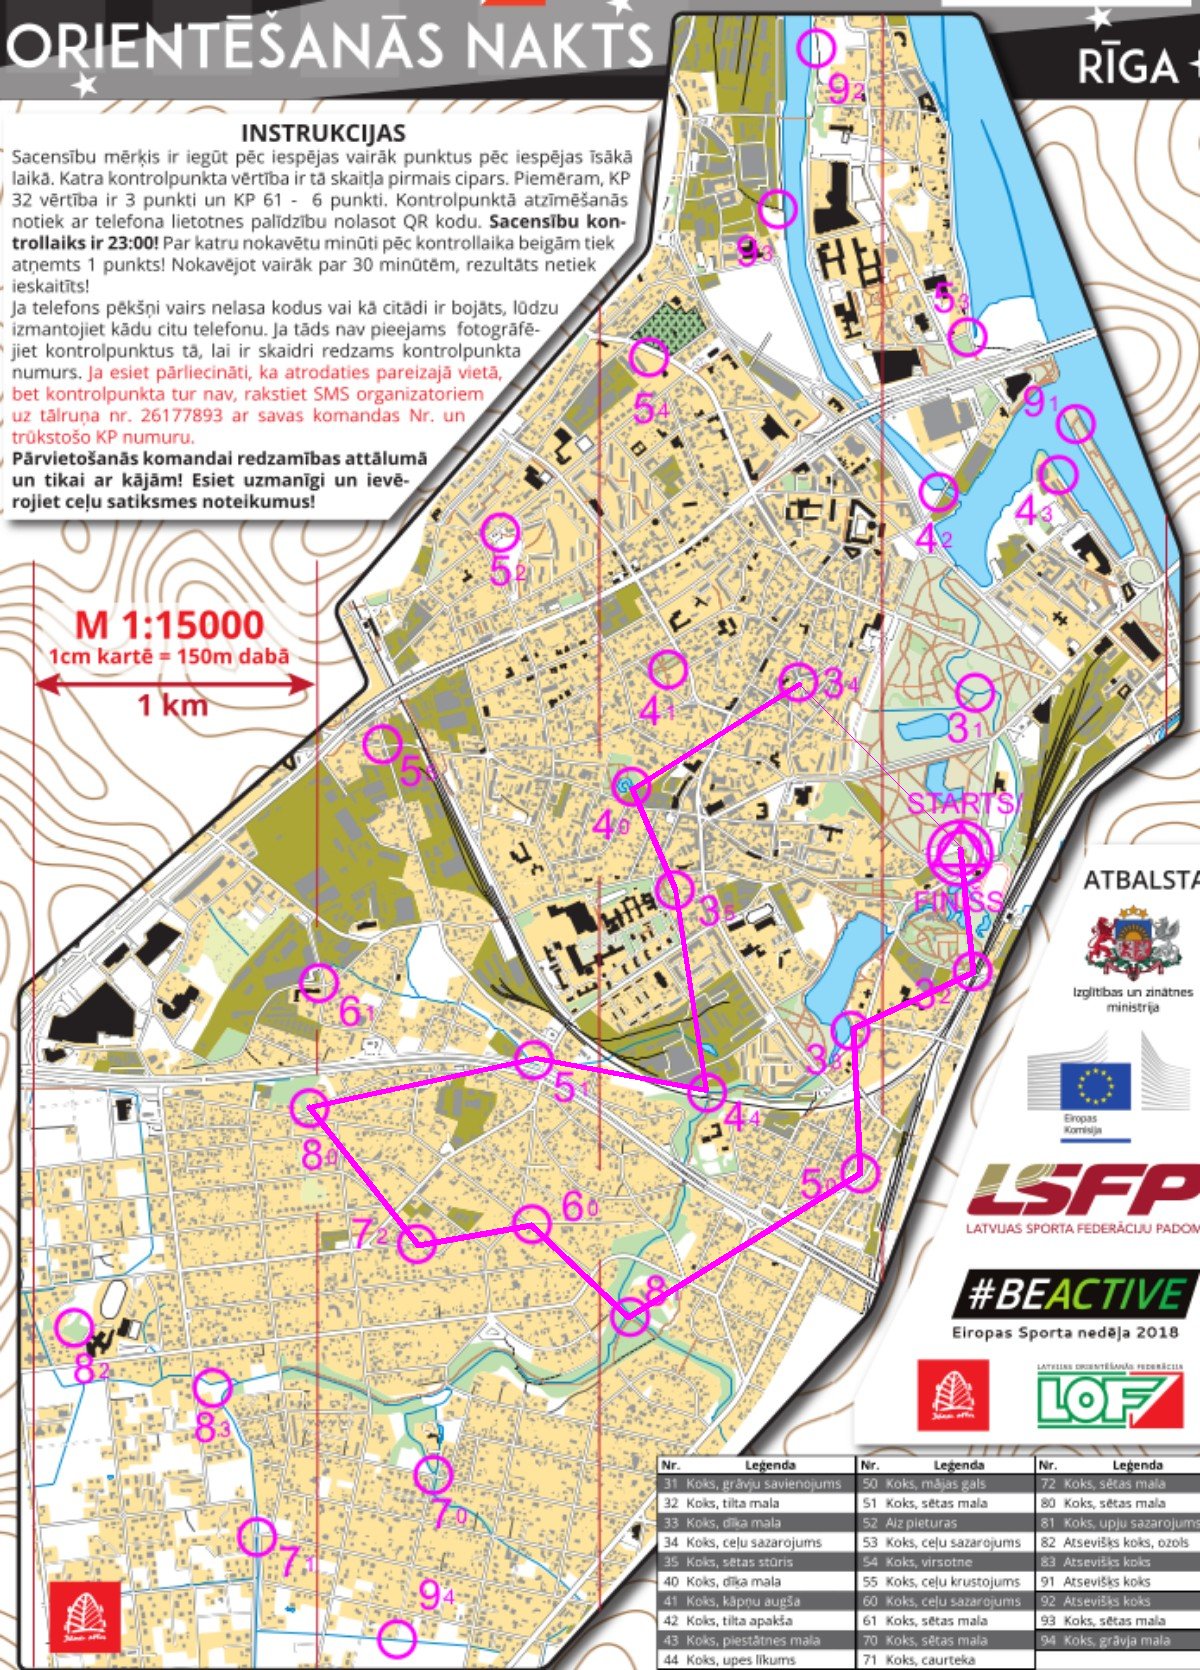 ORIENTĒŠANĀS NAKTS
RĪGA
INSTRUKCIJAS
Sacensību mērķis ir iegūt pēc iespējas vairāk punktus pēc iespējas īsākā
laikā. Katra kontrolpunkta vērtība ir tā skaitļa pirmais cipars. Piemēram, KP
32 vērtība ir 3 punkti un KP 61 - 6 punkti. Kontrolpunktā atzīmēšanās
notiek ar telefona lietotnes palīdzību nolasot QR kodu. Sacensību kon-
trollaiks ir 23:00! Par katru nokavētu minūti pēc kontrollaika beigām tiek
atņemts 1 punkts! Nokavējot vairāk par 30 minūtēm, rezultāts netiek
ieskaitīts!
Ja telefons pēkšņi vairs nelasa kodus vai kā citādi ir bojāts, lūdzu
izmantojiet kādu citu telefonu. Ja tāds nav pieejams fotogrāfē-
jiet kontrolpunktus tā, lai ir skaidri redzams kontrolpunkta
numurs. Ja esiet pārliecināti, ka atrodaties pareizajā vietā,
bet kontrolpunkta tur nav, rakstiet SMS organizatoriem
uz tālruņa nr. 26177893 ar savas komandas Nr. un
trūkstošo KP numuru.
Pārvietošanās komandai redzamības attālumā
un tikai ar kājām! Esiet uzmanīgi un ievē-
rojiet ceļu satiksmes noteikumus!
M 1:15000
1cm kartē = 150m dabā
1 km
92
93
53
54
91
43
42
52
41
34
31
55
40
STARTS
35
FINIŠS
32
61
33
51
44
80
50
60
72
8
82
83
70
71
94
ATBALSTA
Izglītības un zinātnes
ministrija
Eiropas
Komisija
LSFP
LATVIJAS SPORTA FEDERĀCIJU PADOM
#BEACTIVE
Eiropas Sporta nedēļa 2018
LATVIJAS ORIENTĒŠANĀS FEDERĀCIJA
LOF
Nr. Leģenda Nr. Leģenda Nr. Leģenda
31 Koks, grāvju savienojums 50 Koks, mājas gals 72 Koks, sētas mala
32 Koks, tilta mala 51 Koks, sētas mala 80 Koks, sētas mala
33 Koks, dīķa mala 52 Aiz pieturas 81 Koks, upju sazarojums
34 Koks, ceļu sazarojums 53 Koks, ceļu sazarojums 82 Atsevišķs koks, ozols
35 Koks, sētas stūris 54 Koks, virsotne 83 Atsevišķs koks
40 Koks, dīķa mala 55 Koks, ceļu krustojums 91 Atsevišķs koks
41 Koks, kāpņu augša 60 Koks, ceļu sazarojums 92 Atsevišķs koks
42 Koks, tilta apakša 61 Koks, sētas mala 93 Koks, sētas mala
43 Koks, piestātnes mala 70 Koks, sētas mala 94 Koks, grāvja mala
44 Koks, upes līkums 71 Koks, caurteka